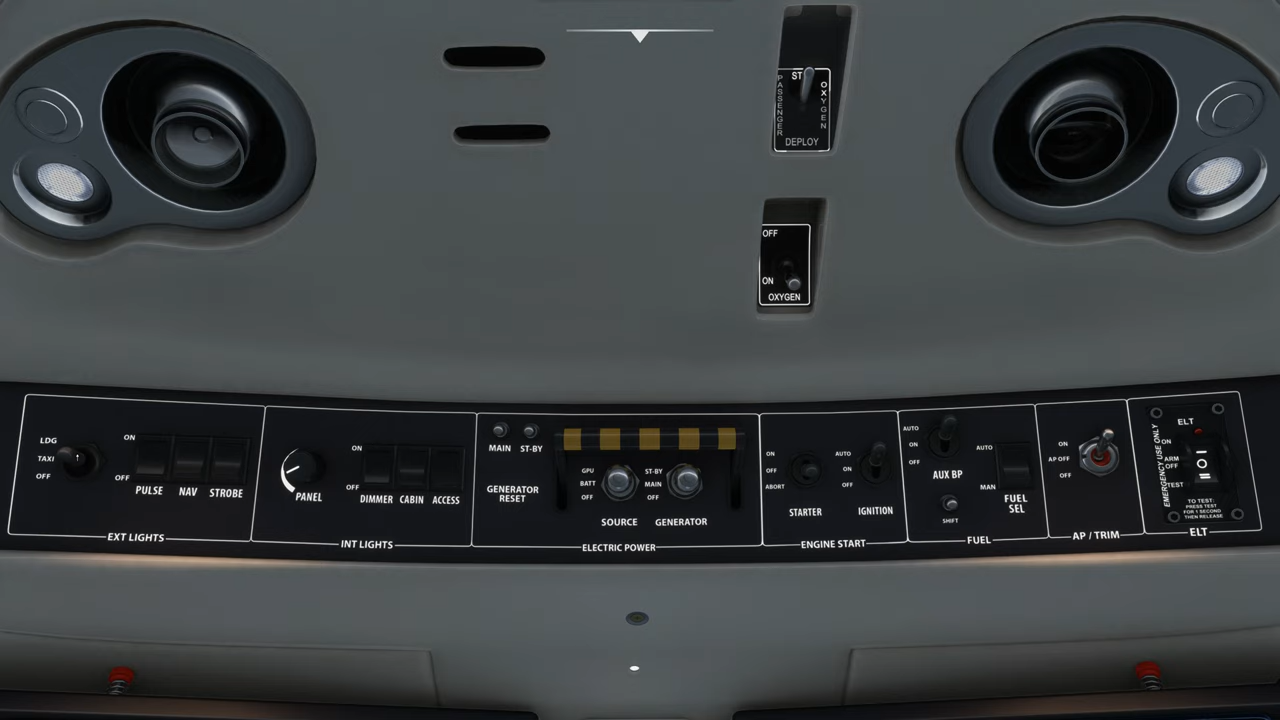 ST
PASSENGER
OXYGEN
DEPLOY
OFF
ON
OXYGEN
LDG
TAXI
OFF
ON
OFF
PULSE
NAV
STROBE
EXT LIGHTS
PANEL
ON
OFF
DIMMER
CABIN
ACCESS
INT LIGHTS
MAIN
ST-BY
GENERATOR
RESET
GPU
BATT
OFF
SOURCE
ST-BY
MAIN
OFF
GENERATOR
ELECTRIC POWER
ON
OFF
ABORT
STARTER
AUTO
ON
OFF
IGNITION
ENGINE START
AUTO
ON
OFF
AUX BP
SHIFT
AUTO
MAN
FUEL
SEL
FUEL
ON
AP OFF
OFF
AP / TRIM
EMERGENCY USE ONLY
ELT
ON
ARM
OFF
TEST
TO TEST:
PRESS TEST
FOR 1 SECOND
THEN RELEASE
ELT